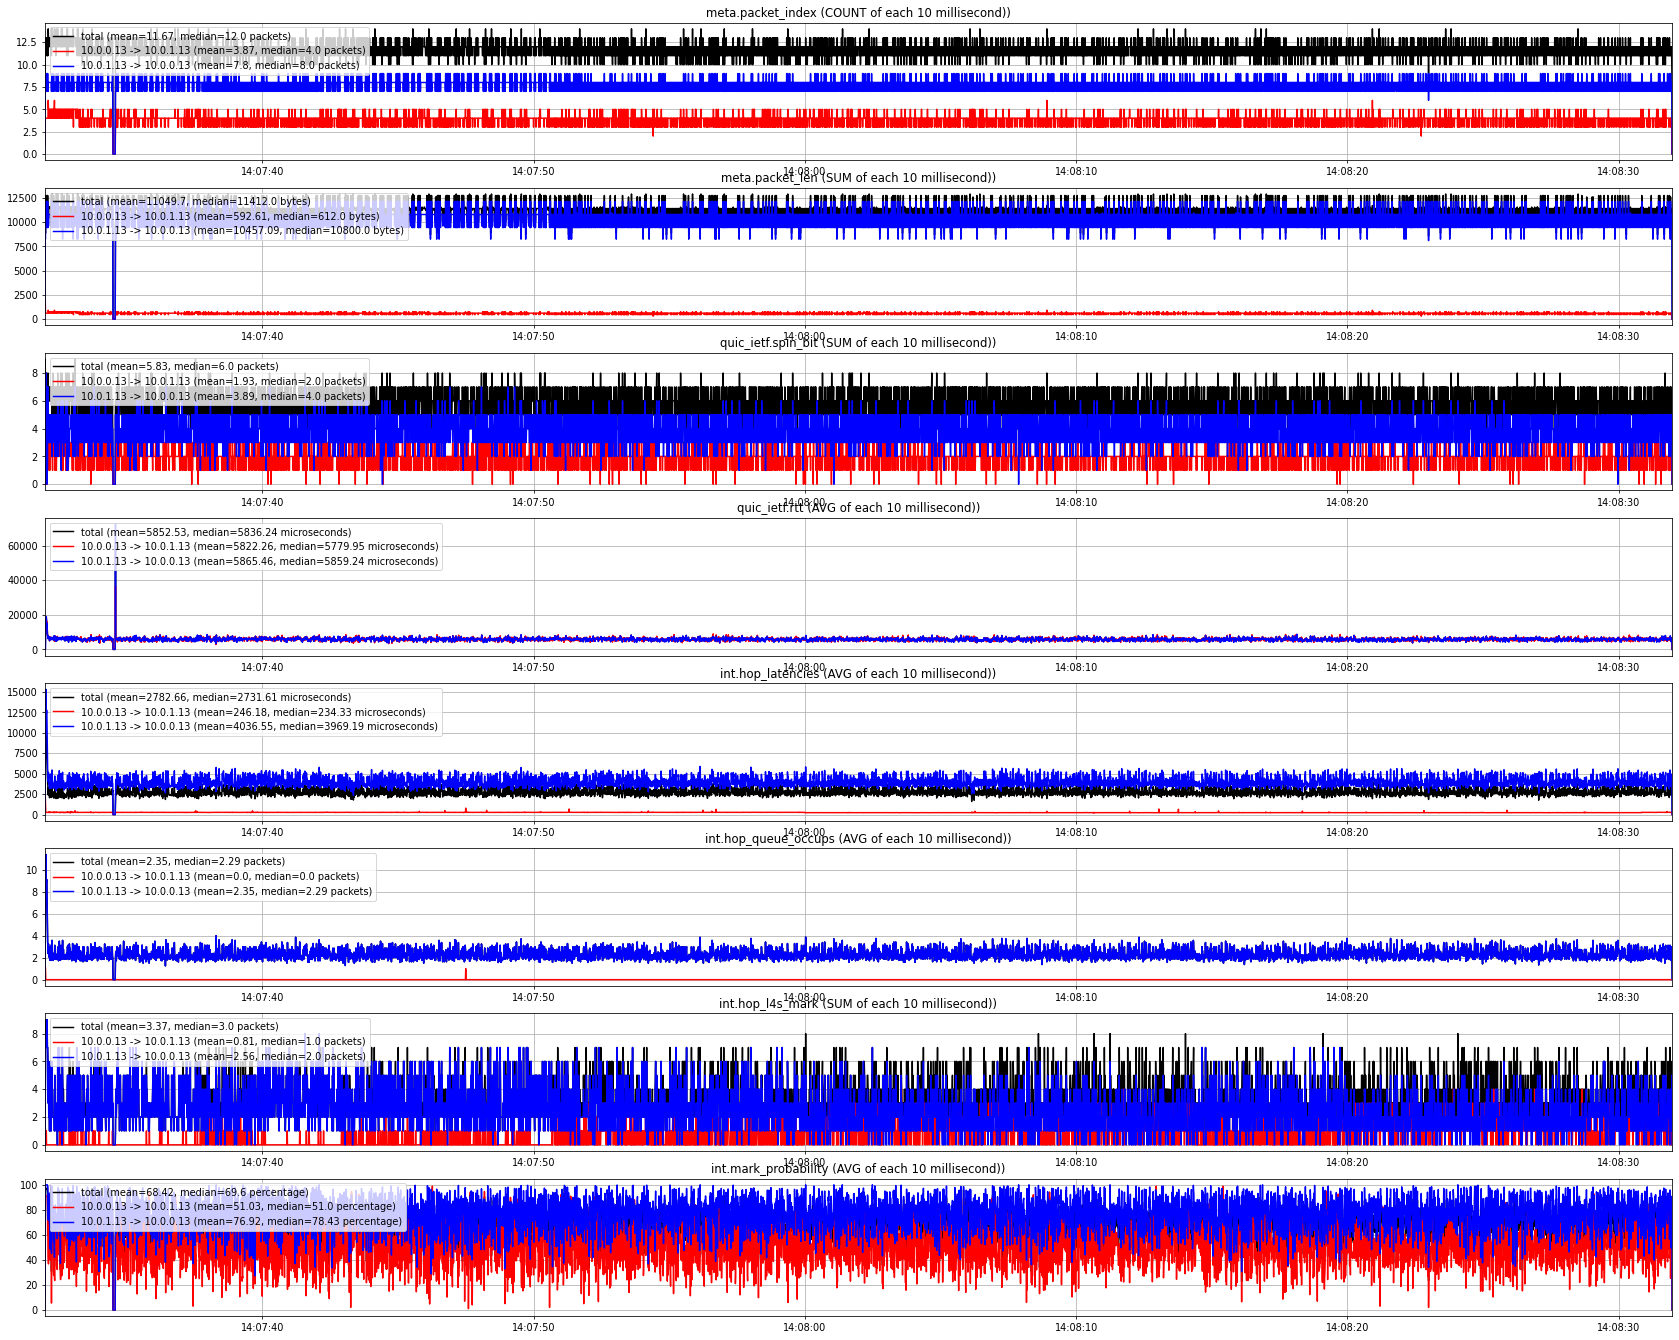 meta.packet_index (COUNT of each 10 millisecond))
total (mean=11.67, median=12.0 packets)
10.0.0.13 -> 10.0.1.13 (mean=3.87, median=4.0 packets)
10.0.1.13 -> 10.0.0.13 (mean=7.8, median=8.0 packets)
12.5
10.0
7.5
5.0
2.5
0.0
14:07:40 14:07:50 14:08:00 14:08:10 14:08:20 14:08:30
meta.packet_len (SUM of each 10 millisecond))
total (mean=11049.7, median=11412.0 bytes)
10.0.0.13 -> 10.0.1.13 (mean=592.61, median=612.0 bytes)
10.0.1.13 -> 10.0.0.13 (mean=10457.09, median=10800.0 bytes)
12500
10000
7500
5000
2500
0
14:07:40 14:07:50 14:08:00 14:08:10 14:08:20 14:08:30
quic_ietf.spin_bit (SUM of each 10 millisecond))
total (mean=5.83, median=6.0 packets)
10.0.0.13 -> 10.0.1.13 (mean=1.93, median=2.0 packets)
10.0.1.13 -> 10.0.0.13 (mean=3.89, median=4.0 packets)
8
6
4
2
0
14:07:40 14:07:50 14:08:00 14:08:10 14:08:20 14:08:30
quic_ietf.rtt (AVG of each 10 millisecond))
total (mean=5852.53, median=5836.24 microseconds)
10.0.0.13 -> 10.0.1.13 (mean=5822.26, median=5779.95 microseconds)
10.0.1.13 -> 10.0.0.13 (mean=5865.46, median=5859.24 microseconds)
60000
40000
20000
0
14:07:40 14:07:50 14:08:00 14:08:10 14:08:20 14:08:30
int.hop_latencies (AVG of each 10 millisecond))
total (mean=2782.66, median=2731.61 microseconds)
10.0.0.13 -> 10.0.1.13 (mean=246.18, median=234.33 microseconds)
10.0.1.13 -> 10.0.0.13 (mean=4036.55, median=3969.19 microseconds)
15000
12500
10000
7500
5000
2500
0
14:07:40 14:07:50 14:08:00 14:08:10 14:08:20 14:08:30
int.hop_queue_occups (AVG of each 10 millisecond))
total (mean=2.35, median=2.29 packets)
10.0.0.13 -> 10.0.1.13 (mean=0.0, median=0.0 packets)
10.0.1.13 -> 10.0.0.13 (mean=2.35, median=2.29 packets)
10
8
6
4
2
0
14:07:40 14:07:50 14:08:00 14:08:10 14:08:20 14:08:30
int.hop_l4s_mark (SUM of each 10 millisecond))
total (mean=3.37, median=3.0 packets)
10.0.0.13 -> 10.0.1.13 (mean=0.81, median=1.0 packets)
10.0.1.13 -> 10.0.0.13 (mean=2.56, median=2.0 packets)
8
6
4
2
0
14:07:40 14:07:50 14:08:00 14:08:10 14:08:20 14:08:30
int.mark_probability (AVG of each 10 millisecond))
total (mean=68.42, median=69.6 percentage)
10.0.0.13 -> 10.0.1.13 (mean=51.03, median=51.0 percentage)
10.0.1.13 -> 10.0.0.13 (mean=76.92, median=78.43 percentage)
100
80
60
40
20
0
14:07:40 14:07:50 14:08:00 14:08:10 14:08:20 14:08:30